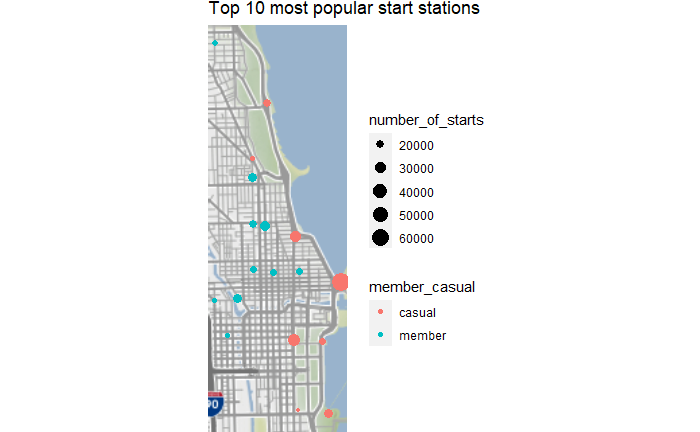 Top 10 most popular start stations
number_of_starts
20000
30000
40000
50000
60000
member_casual
casual
member
90